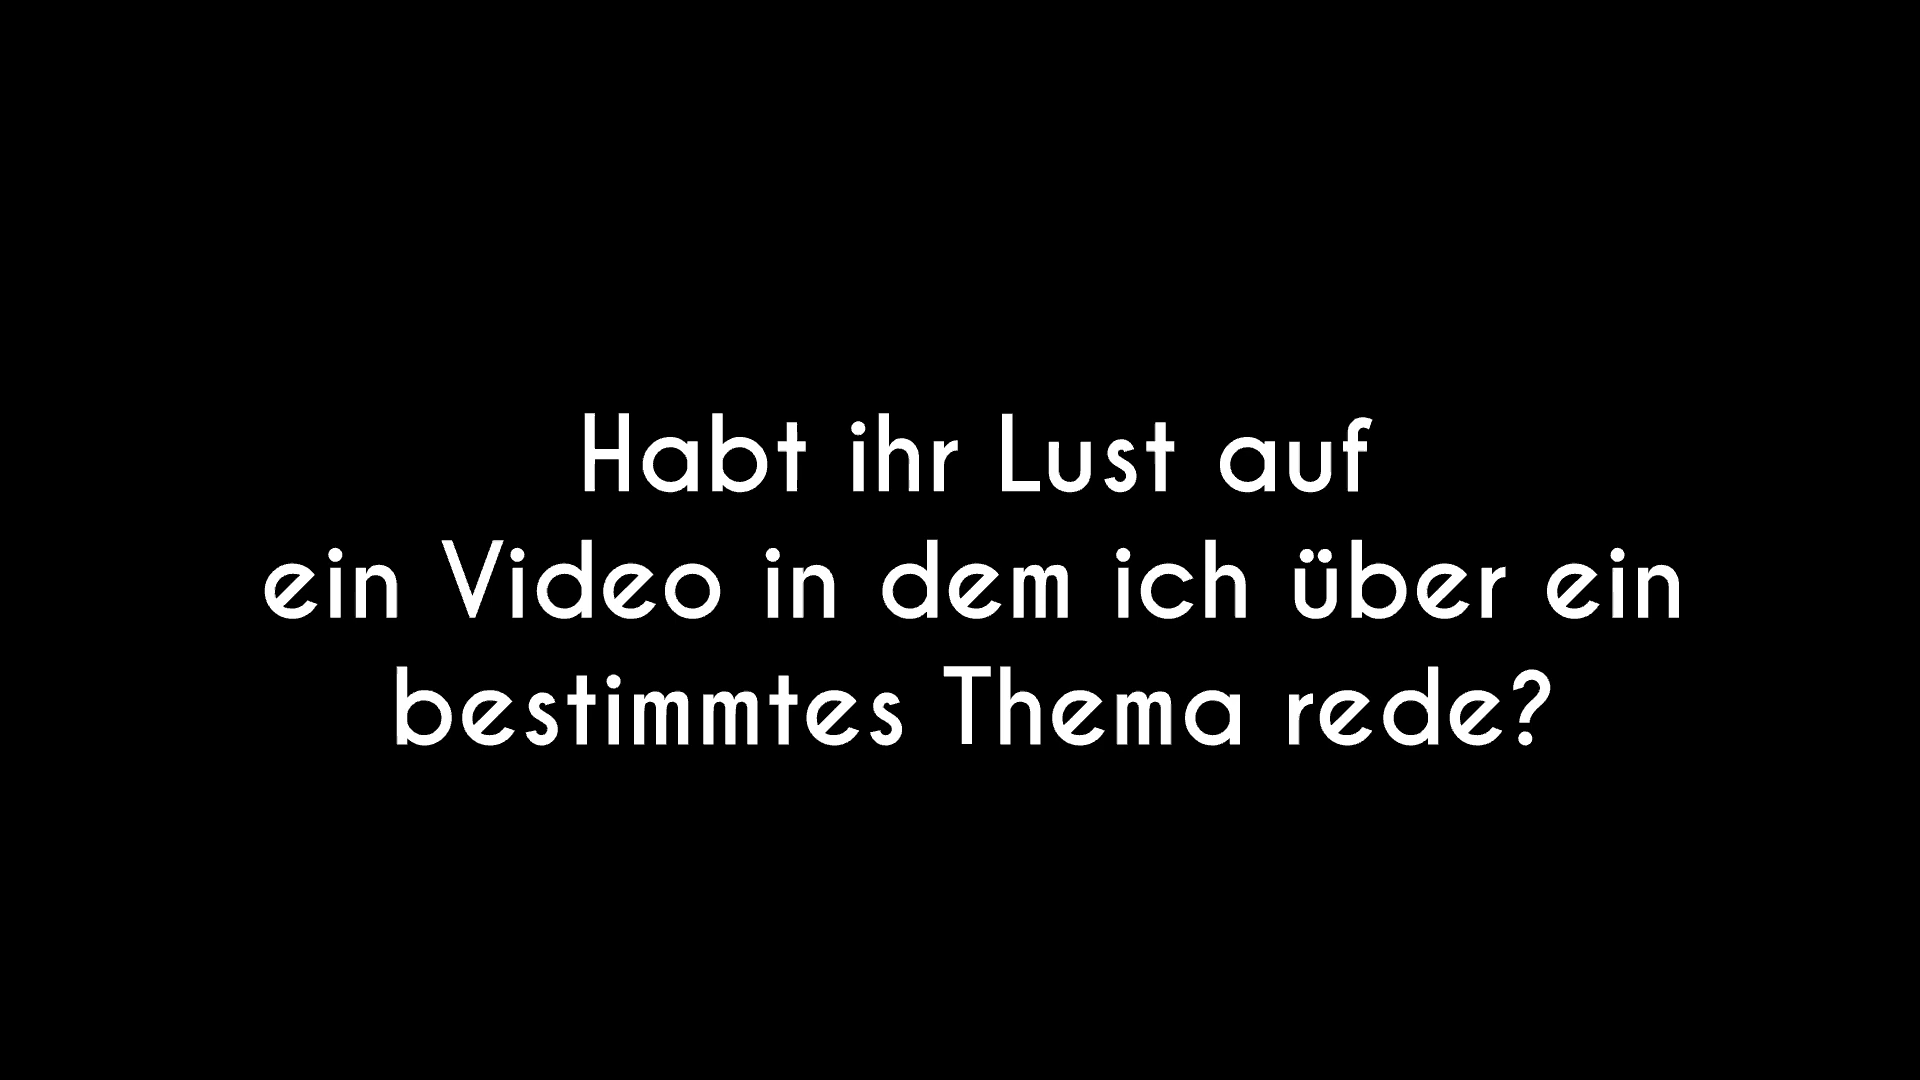 Habt ihr Lust auf
ein Video in dem ich über ein
bestimmtes Thema rede?